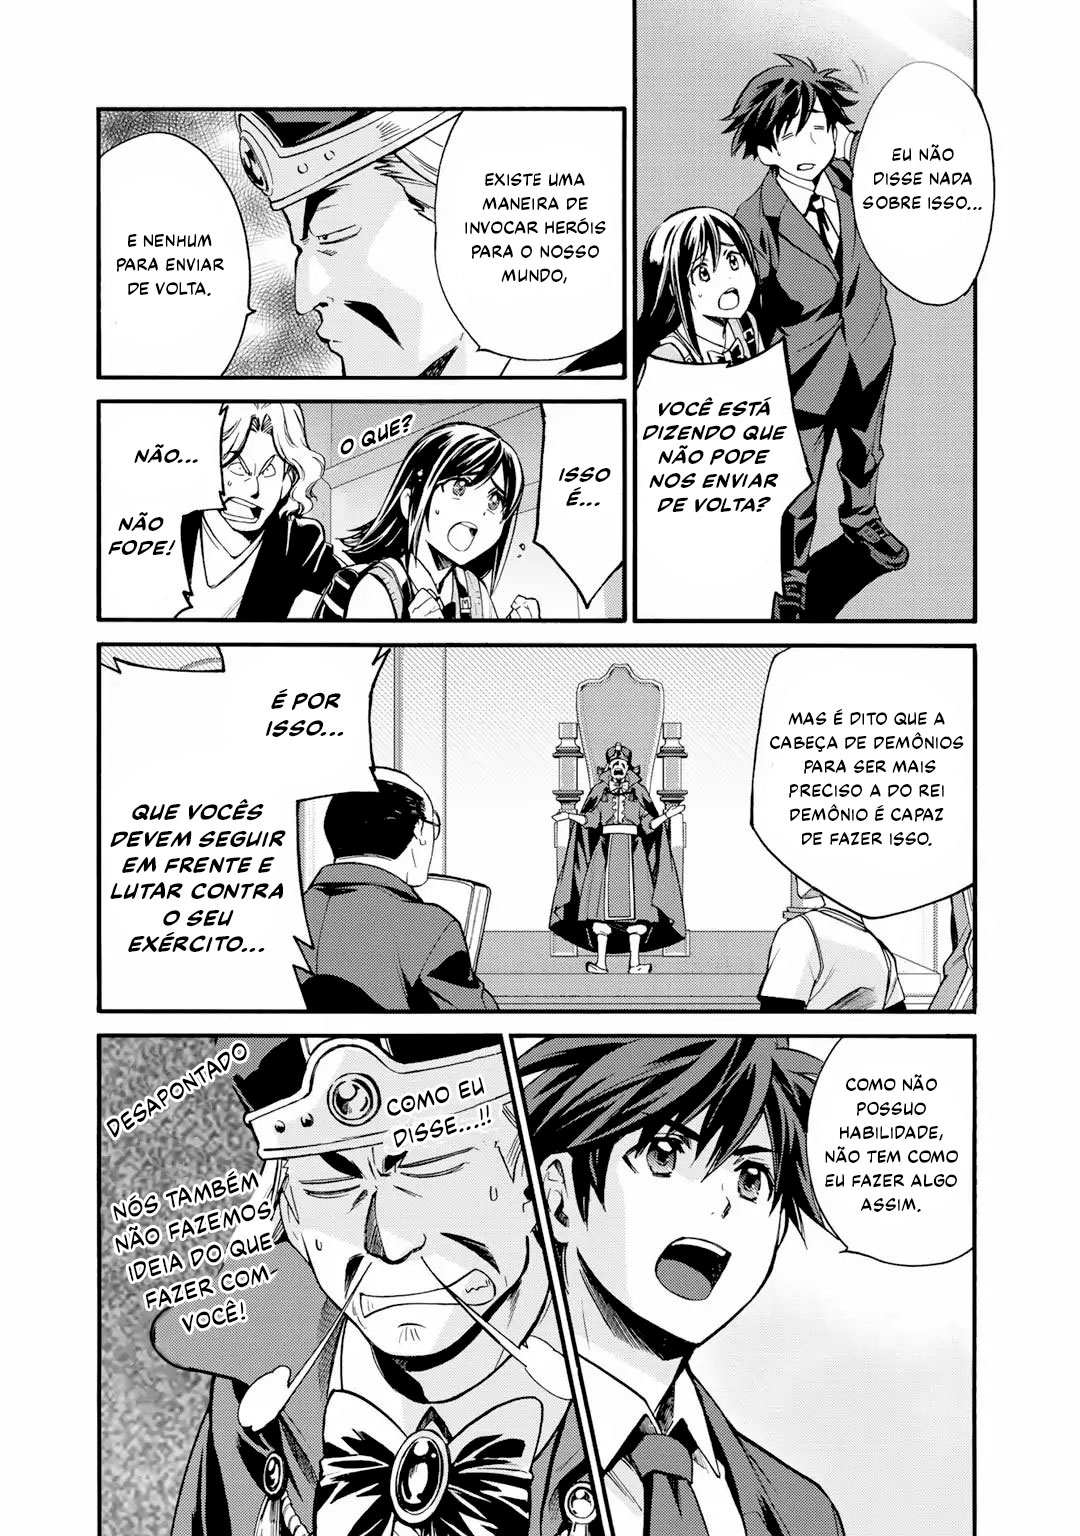 EU NÃO
DISSE NADA
SOBRE ISSO...
VOCÊ ESTÁ
DIZENDO QUE
NÃO PODE
NOS ENVIAR
DE VOLTA?
EXISTE UMA
MANEIRA DE
INVOCAR HERÓIS
PARA O NOSSO
MUNDO,
E NENHUM
PARA ENVIAR
DE VOLTA.
ISSO
É...
O QUE?
NÃO...
NÃO
FODE!
MAS É DITO QUE A
CABEÇA DE DEMÔNIOS
PARA SER MAIS
PRECISO A DO REI
DEMÔNIO É CAPAZ
DE FAZER ISSO.
É POR
ISSO...
QUE VOCÊS
DEVEM SEGUIR
EM FRENTE E
LUTAR CONTRA
O SEU
EXÉRCITO...
COMO NÃO
POSSUO
HABILIDADE,
NÃO TEM COMO
EU FAZER ALGO
ASSIM.
COMO EU
DISSE...!!
DESAPONTADO
NÓS TAMBÉM
NÃO FAZEMOS
IDEIA DO QUE
FAZER COM-
VOCÊ!